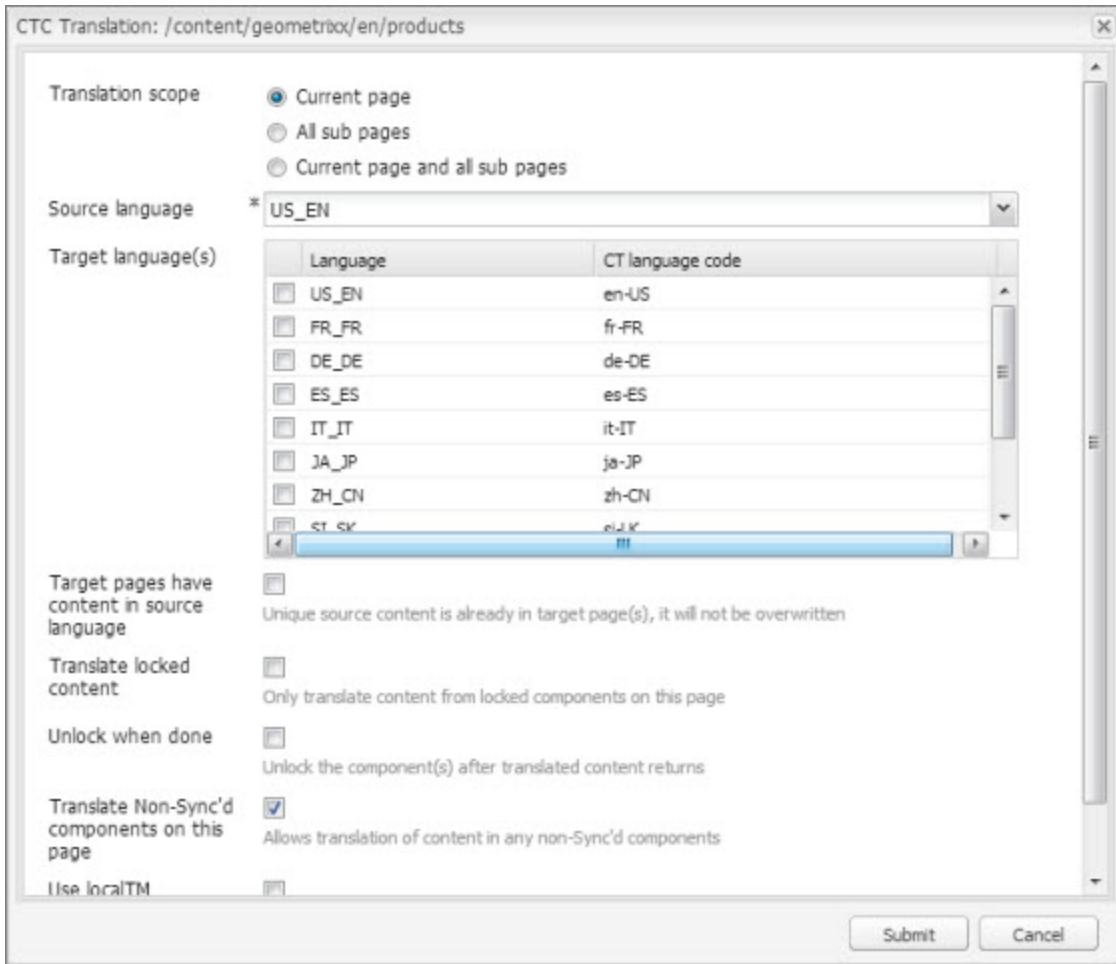 CTC Translation: /content/geometrixx/en/products
Translation scope
Current page
All sub pages
Current page and all sub pages
Source language
* US_EN
Target language(s)
Language CT language code
US_EN en-US
FR_FR fr-FR
DE_DE de-DE
ES_ES es-ES
IT_IT it-IT
JA_JP ja-JP
ZH_CN zh-CN
SI_SK si-LK
Target pages have
content in source
language
Unique source content is already in target page(s), it will not be overwritten
Translate locked
content
Only translate content from locked components on this page
Unlock when done
Unlock the component(s) after translated content returns
Translate Non-Sync'd
components on this
page
Allows translation of content in any non-Sync'd components
Use localTM
Submit Cancel